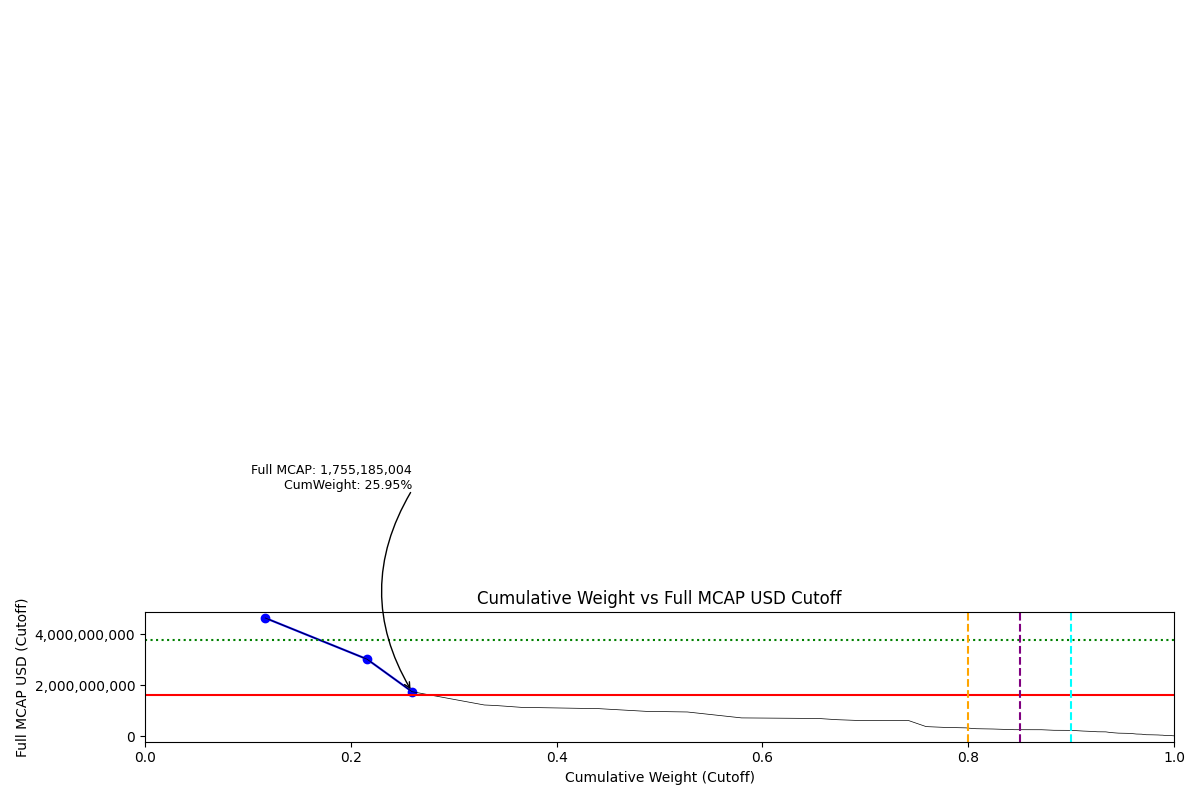 Full MCAP: 1,755,185,004
CumWeight: 25.95%
Cumulative Weight vs Full MCAP USD Cutoff
Full MCAP USD (Cutoff)
4,000,000,000
2,000,000,000
0
0.0 0.2 0.4 0.6 0.8 1.0
Cumulative Weight (Cutoff)